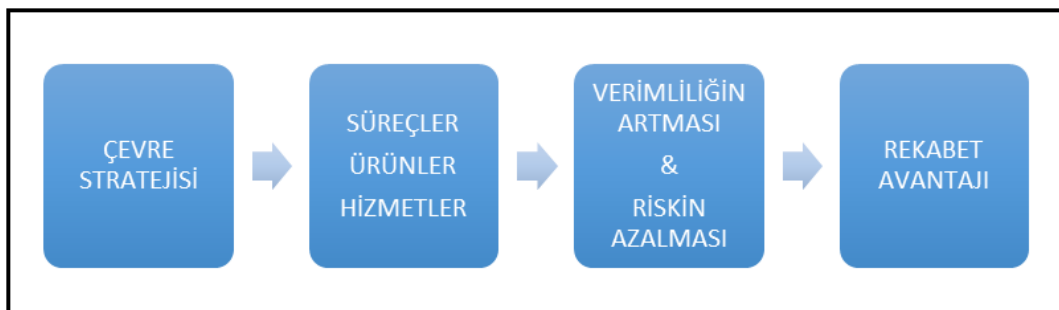 ÇEVRE
STRATEJİSİ
SÜREÇLER
ÜRÜNLER
HİZMETLER
VERİMLİLİĞİN
ARTMASI
&
RİSKİN
AZALMASI
REKABET
AVANTAJI